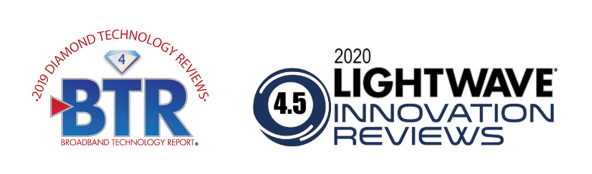 ·2019 DIAMOND TECHNOLOGY REVIEWS·
4
BTR
BROADBAND TECHNOLOGY REPORT
2020
LIGHTWAVE®
4.5
INNOVATION
REVIEWS